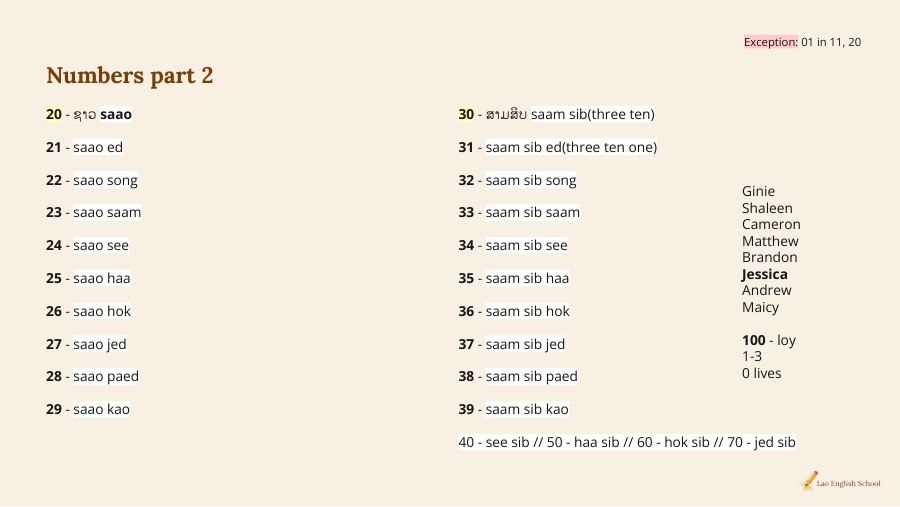 Exception: 01 in 11, 20
Numbers part 2
20 - ຊາວ saao
21 - saao ed
22 - saao song
23 - saao saam
24 - saao see
25 - saao haa
26 - saao hok
27 - saao jed
28 - saao paed
29 - saao kao
30 - ສາມສິບ saam sib(three ten)
31 - saam sib ed(three ten one)
32 - saam sib song
33 - saam sib saam
34 - saam sib see
35 - saam sib haa
36 - saam sib hok
37 - saam sib jed
38 - saam sib paed
39 - saam sib kao
40 - see sib // 50 - haa sib // 60 - hok sib // 70 - jed sib
Ginie
Shaleen
Cameron
Matthew
Brandon
Jessica
Andrew
Maicy
100 - loy
1-3
0 lives
Lao English School